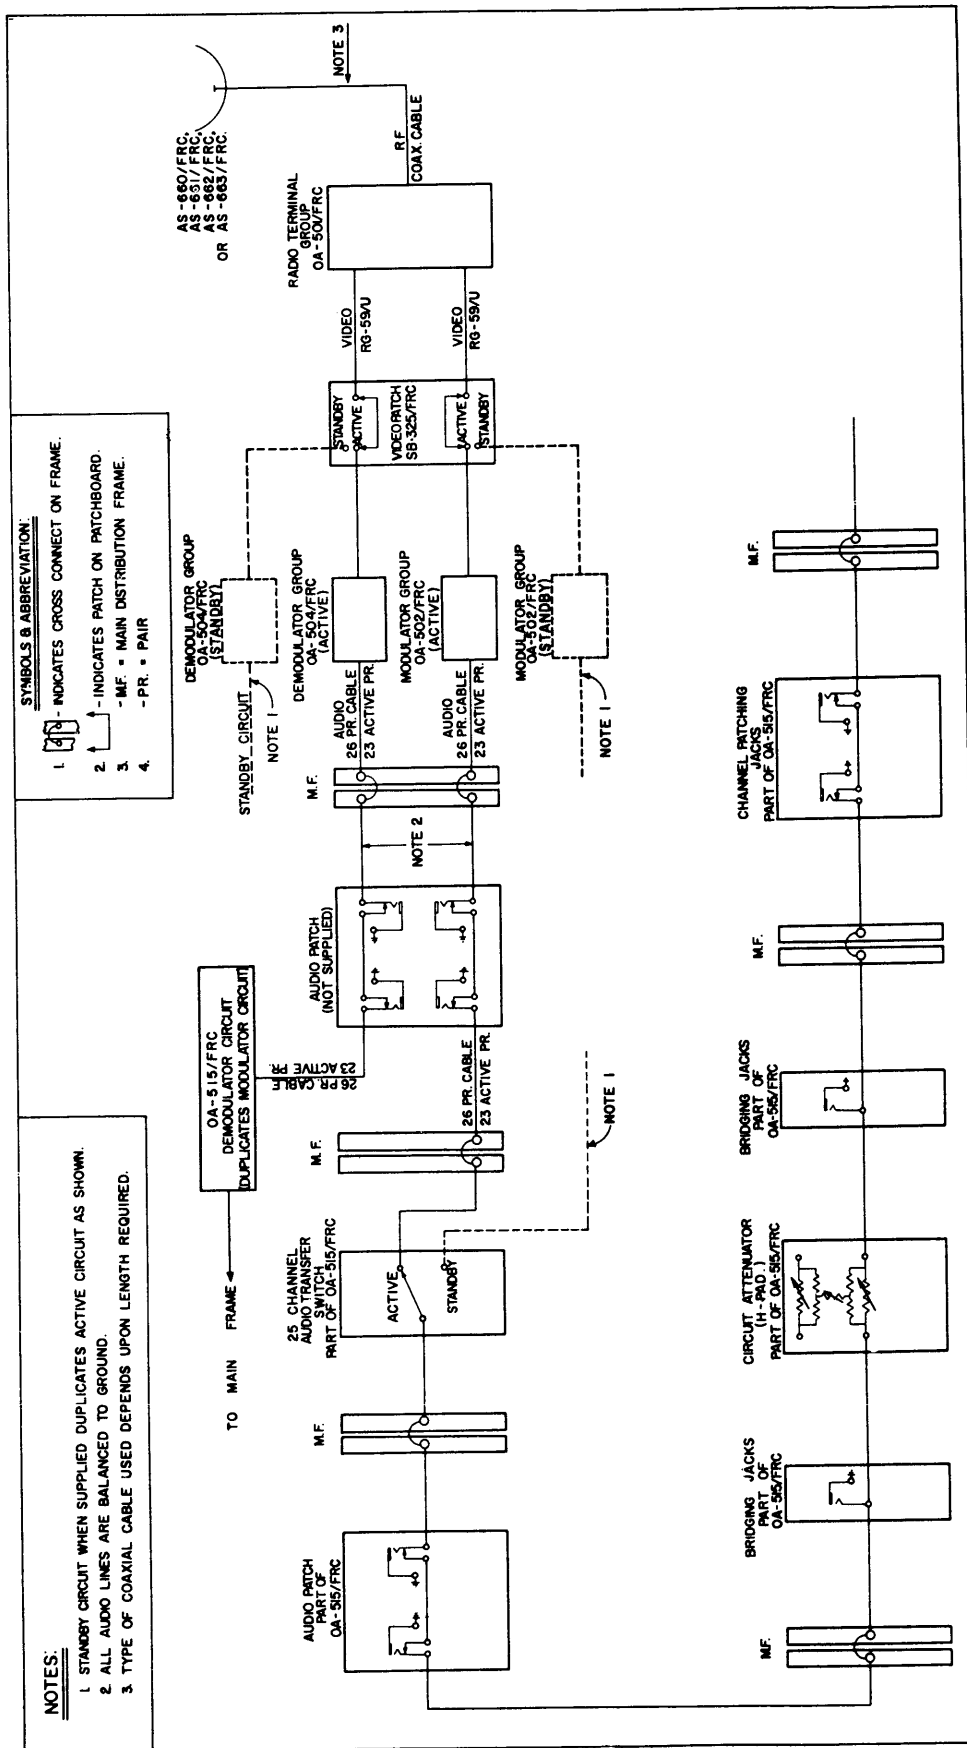 NOTES:
1. STANDBY CIRCUIT WHEN SUPPLIED DUPLICATES ACTIVE CIRCUIT AS SHOWN.
2. ALL AUDIO LINES ARE BALANCED TO GROUND.
3. TYPE OF COAXIAL CABLE USED DEPENDS UPON LENGTH REQUIRED.
SYMBOLS & ABBREVIATION:
1. - INDICATES CROSS CONNECT ON FRAME.
2. - INDICATES PATCH ON PATCHBOARD.
3. - M.F. = MAIN DISTRIBUTION FRAME.
4. - PR. = PAIR
AS-660/FRC,
AS-661/FRC,
AS-662/FRC,
OR AS-663/FRC.
NOTE 3
RF
COAX. CABLE
RADIO TERMINAL
GROUP
OA-501/FRC
VIDEO
RG-59/U
VIDEO
RG-59/U
STANDBY
ACTIVE
VIDEO PATCH
SB-325/FRC
ACTIVE
STANDBY
DEMODULATOR GROUP
OA-504/FRC
(STANDBY)
DEMODULATOR GROUP
OA-504/FRC
(ACTIVE)
MODULATOR GROUP
OA-502/FRC
(ACTIVE)
MODULATOR GROUP
OA-502/FRC
(STANDBY)
STANDBY CIRCUIT
NOTE 1
AUDIO
26 PR. CABLE
23 ACTIVE PR.
AUDIO
26 PR. CABLE
23 ACTIVE PR.
NOTE 1
M.F.
NOTE 2
AUDIO PATCH
(NOT SUPPLIED)
OA-515/FRC
DEMODULATOR CIRCUIT
(DUPLICATES MODULATOR CIRCUIT)
26 PR. CABLE
23 ACTIVE PR.
TO MAIN FRAME
26 PR. CABLE
23 ACTIVE PR.
M.F.
NOTE 1
25 CHANNEL
AUDIO TRANSFER
SWITCH
PART OF OA-515/FRC
ACTIVE
STANDBY
M.F.
AUDIO PATCH
PART OF
OA-515/FRC
M.F.
BRIDGING JACKS
PART OF
OA-515/FRC
CIRCUIT ATTENUATOR
(H-PAD.)
PART OF OA-515/FRC
BRIDGING JACKS
PART OF
OA-515/FRC
M.F.
CHANNEL PATCHING
JACKS
PART OF OA-515/FRC
M.F.